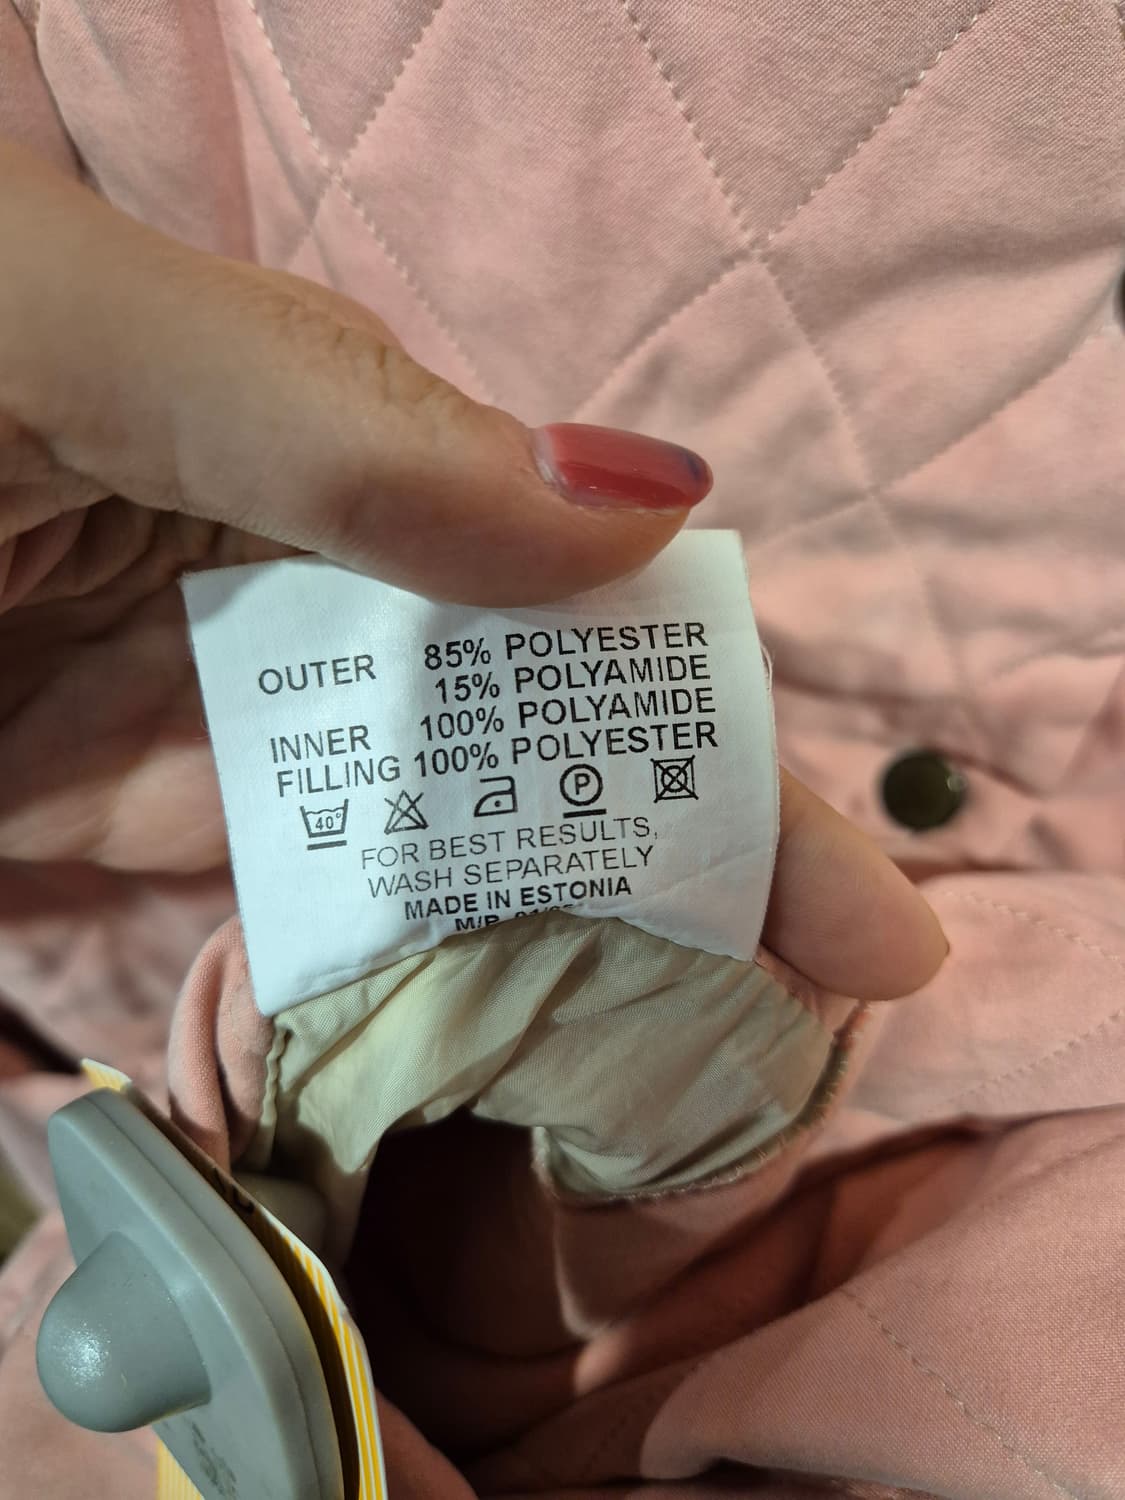 OUTER 85% POLYESTER
15% POLYAMIDE
INNER 100% POLYAMIDE
FILLING 100% POLYESTER
40° P
FOR BEST RESULTS,
WASH SEPARATELY
MADE IN ESTONIA